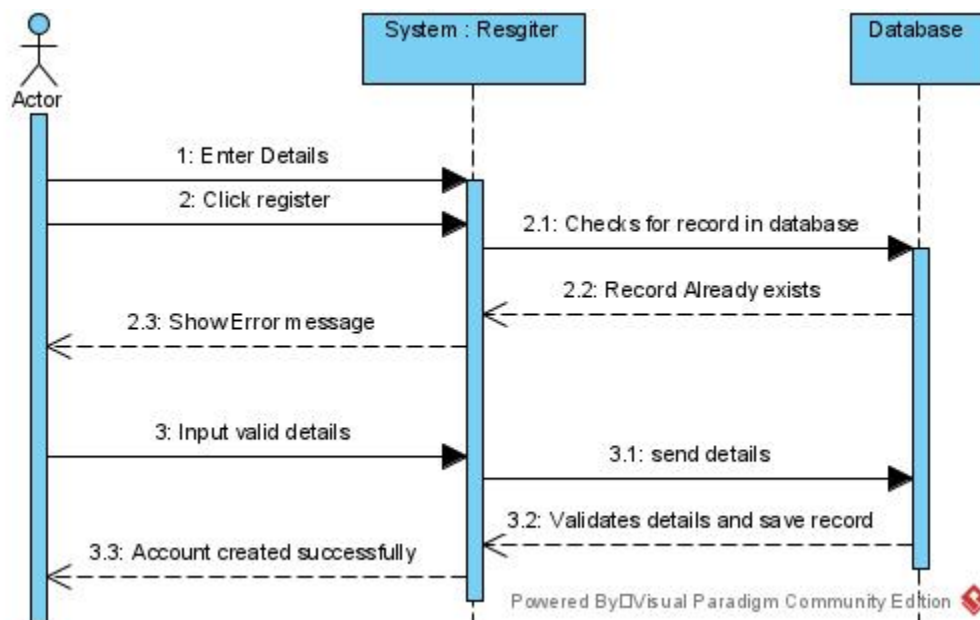 System : Resgiter
Database
Actor
1: Enter Details
2: Click register
2.1: Checks for record in database
2.2: Record Already exists
2.3: Show Error message
3: Input valid details
3.1: send details
3.2: Validates details and save record
3.3: Account created successfully
Powered By□Visual Paradigm Community Edition